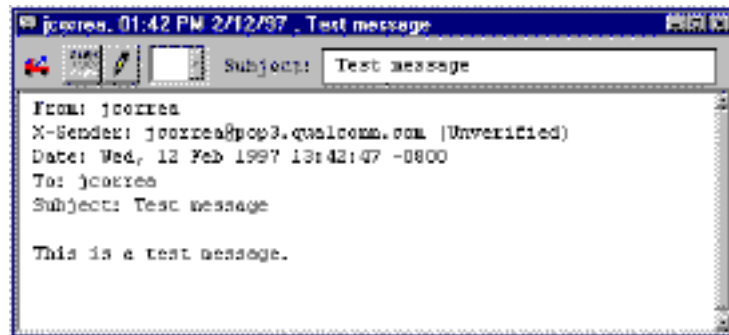 jcorrea, 01:42 PM 2/12/97 , Test message
Subject: Test message
From: jcorrea
X-Sender: jcorrea@pop3.qualcomm.com (Unverified)
Date: Wed, 12 Feb 1997 13:42:47 -0800
To: jcorrea
Subject: Test message
This is a test message.